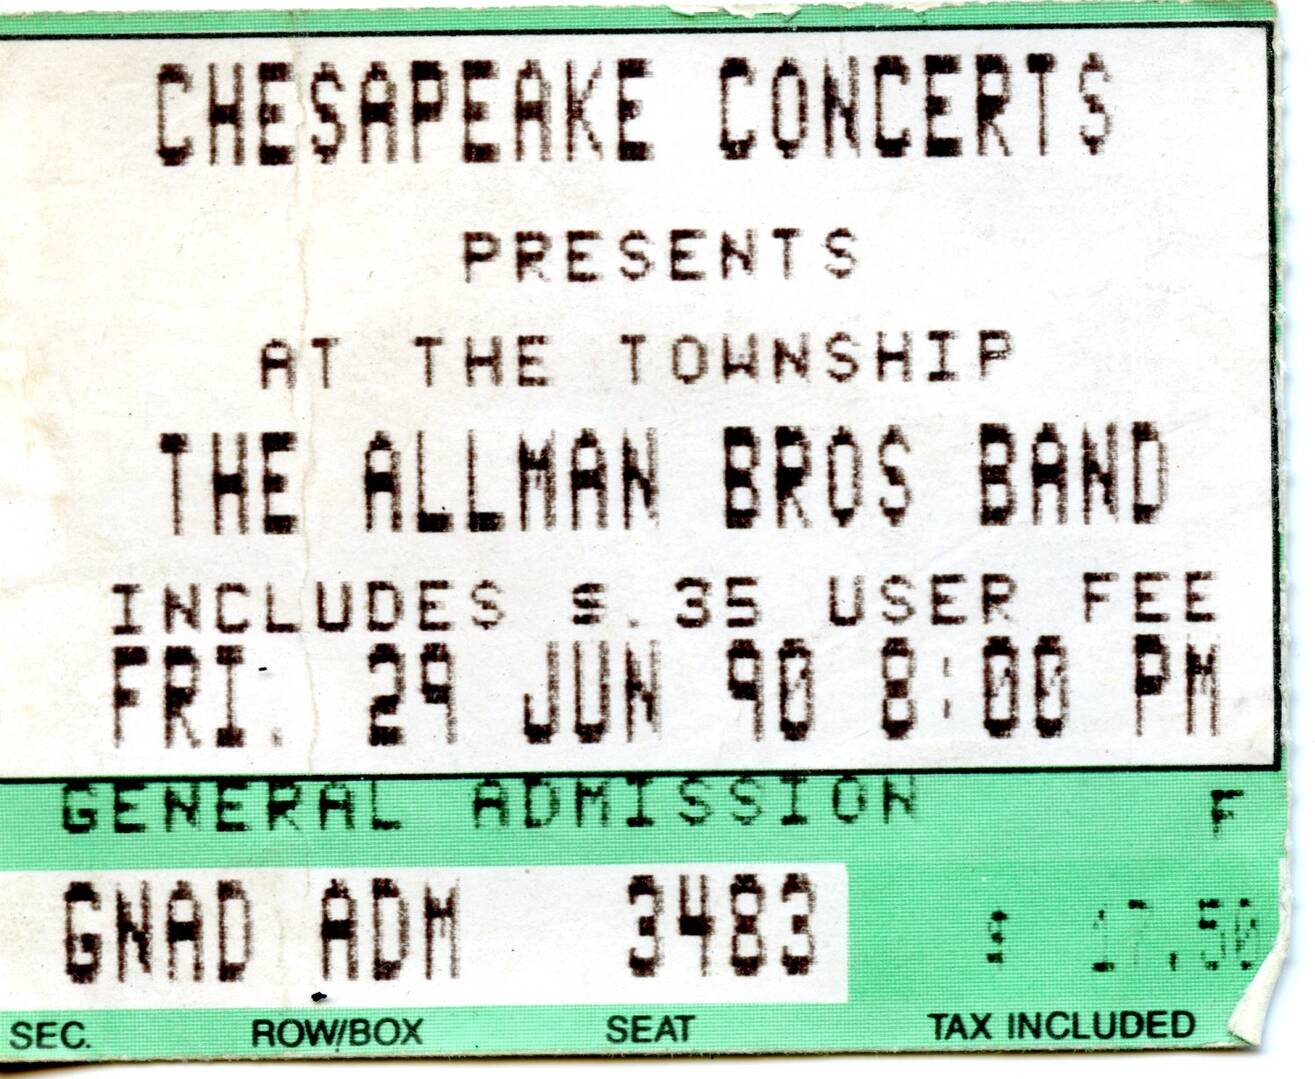 CHESAPEAKE CONCERTS
PRESENTS
AT THE TOWNSHIP
THE ALLMAN BROS BAND
INCLUDES $.35 USER FEE
FRI. 29 JUN 90 8:00 PM
GENERAL ADMISSION F
GNAD ADM 3483 $ 17.50
SEC. ROW/BOX SEAT TAX INCLUDED